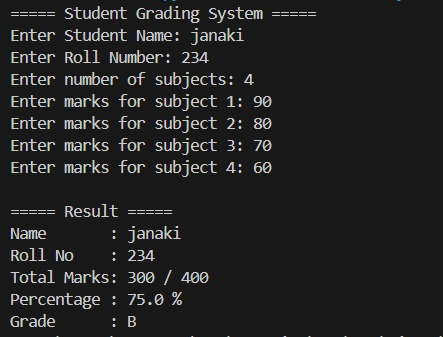 ===== Student Grading System =====
Enter Student Name: janaki
Enter Roll Number: 234
Enter number of subjects: 4
Enter marks for subject 1: 90
Enter marks for subject 2: 80
Enter marks for subject 3: 70
Enter marks for subject 4: 60

===== Result =====
Name       : janaki
Roll No    : 234
Total Marks: 300 / 400
Percentage : 75.0 %
Grade      : B